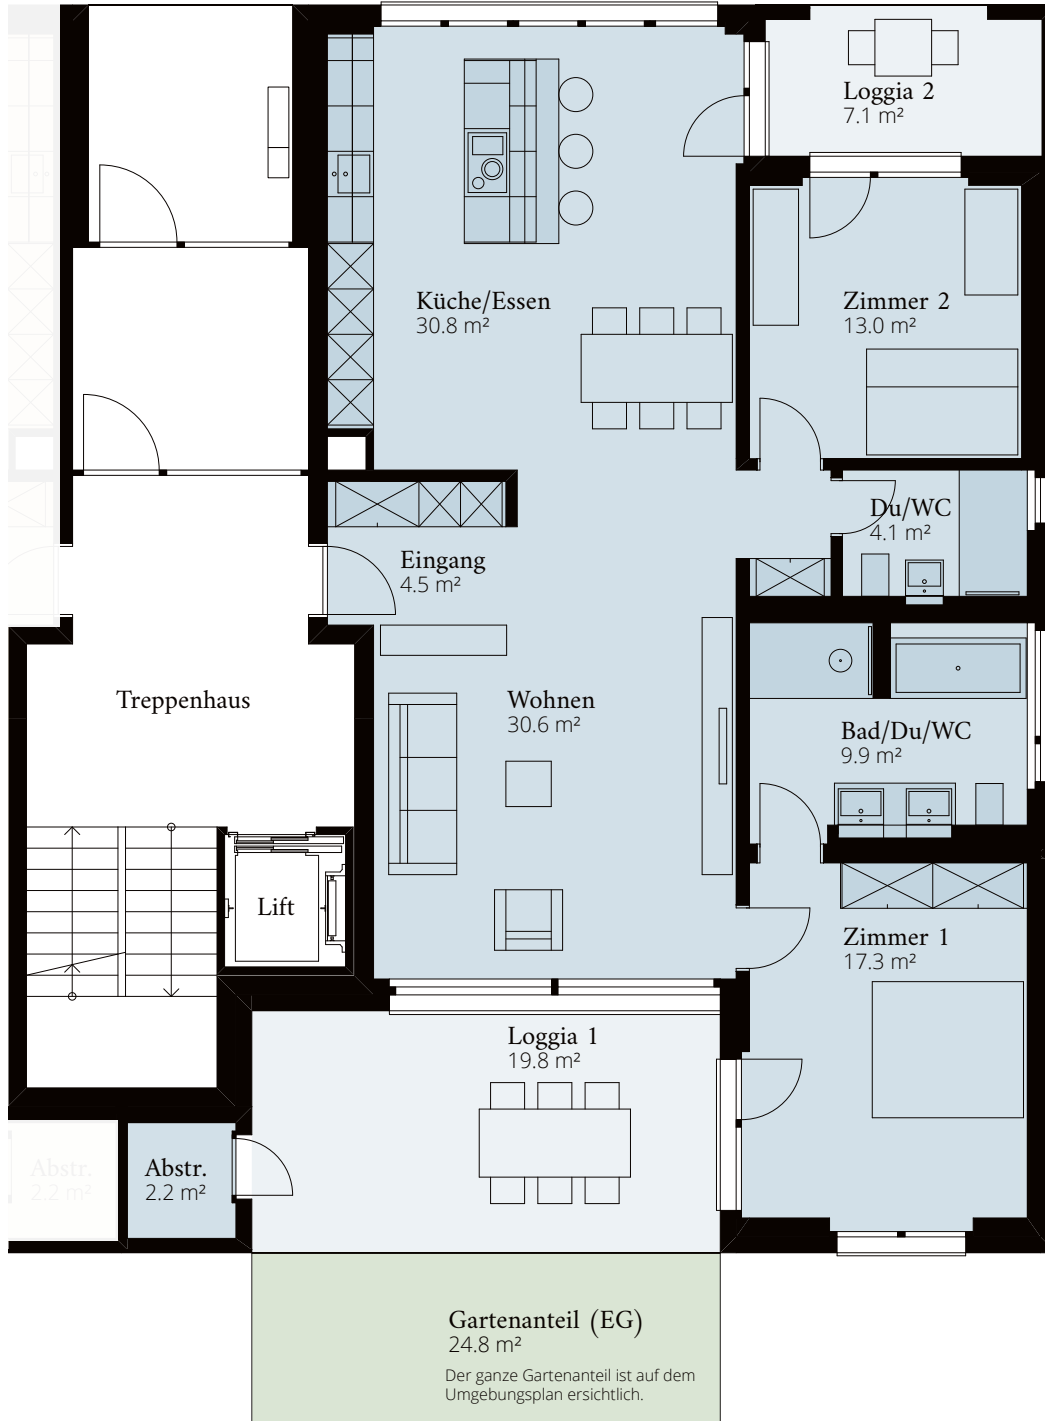 Loggia 2
7.1 m²
Küche/Essen
30.8 m²
Zimmer 2
13.0 m²
Du/WC
4.1 m²
Eingang
4.5 m²
Treppenhaus
Wohnen
30.6 m²
Bad/Du/WC
9.9 m²
Lift
Zimmer 1
17.3 m²
Loggia 1
19.8 m²
Abstr.
2.2 m²
Abstr.
2.2 m²
Gartenanteil (EG)
24.8 m²
Der ganze Gartenanteil ist auf dem
Umgebungsplan ersichtlich.